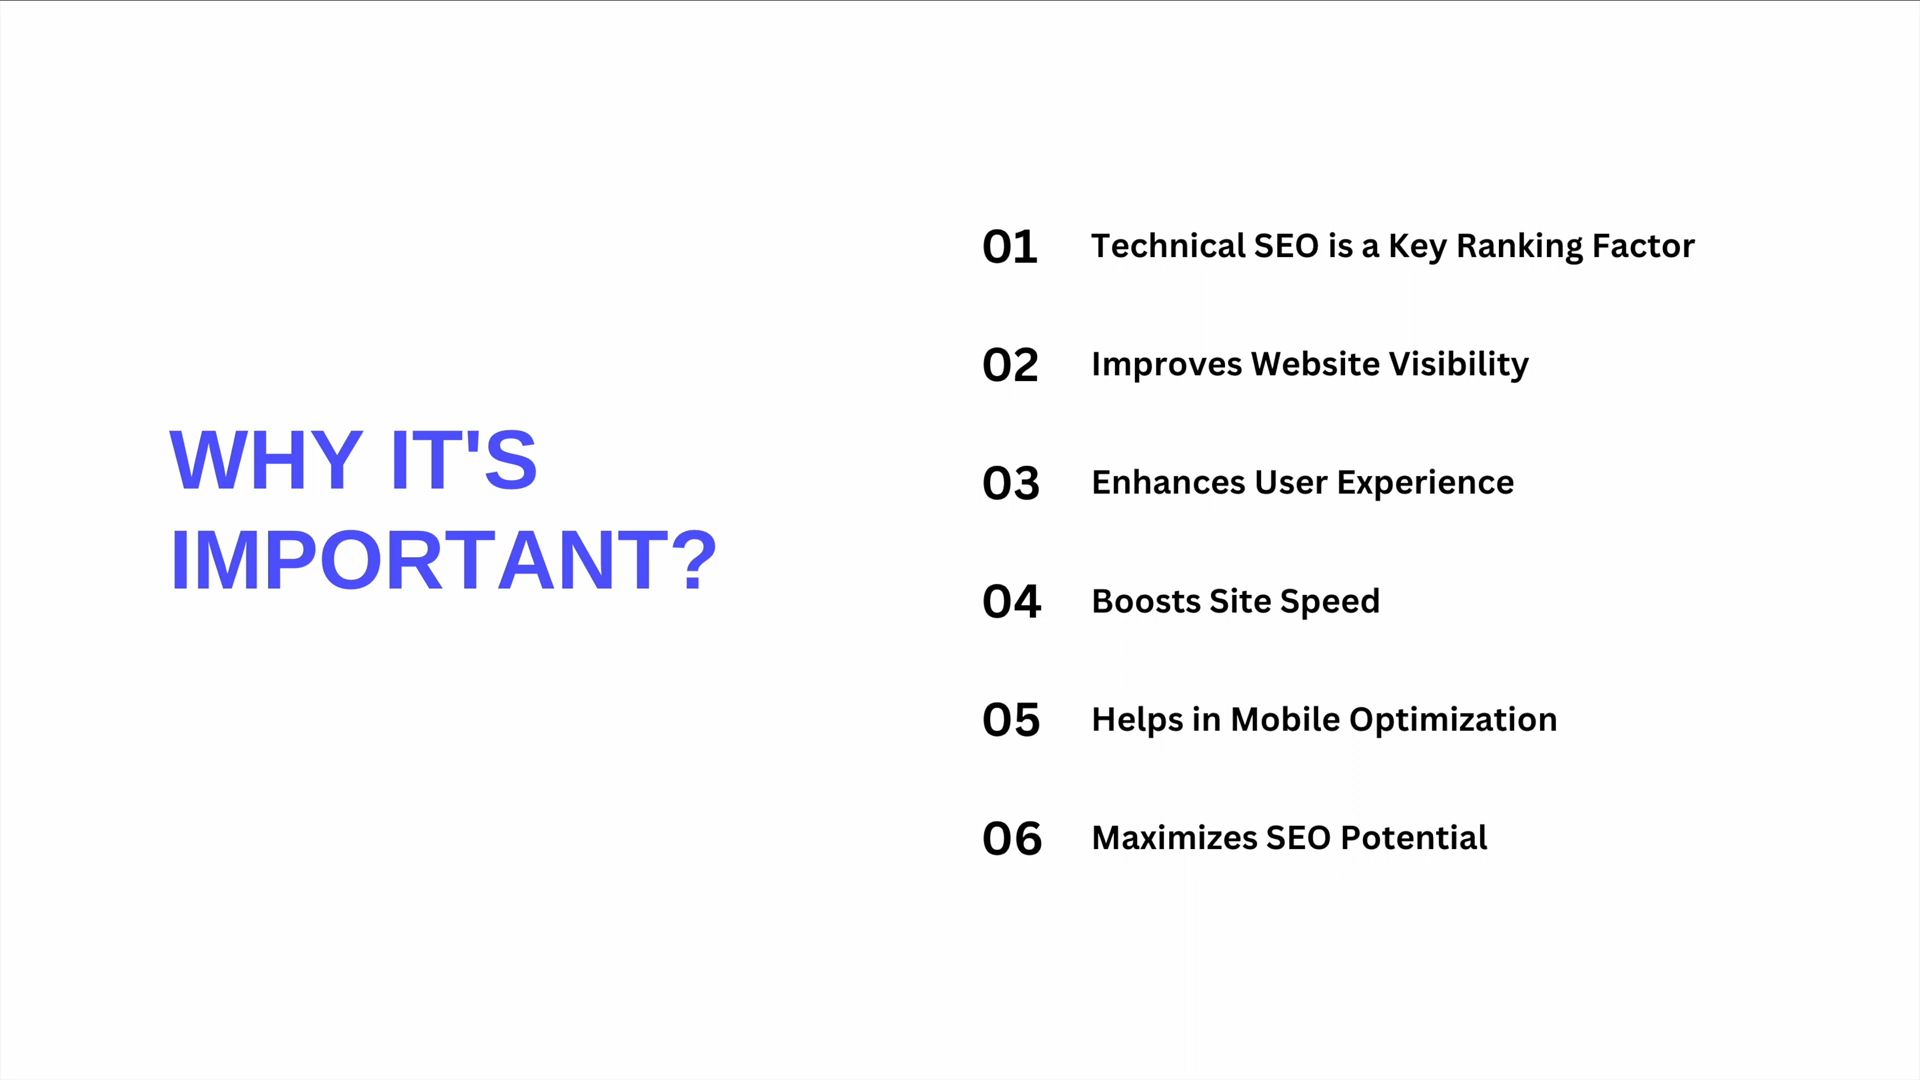 WHY IT'S
IMPORTANT?
01 Technical SEO is a Key Ranking Factor
02 Improves Website Visibility
03 Enhances User Experience
04 Boosts Site Speed
05 Helps in Mobile Optimization
06 Maximizes SEO Potential